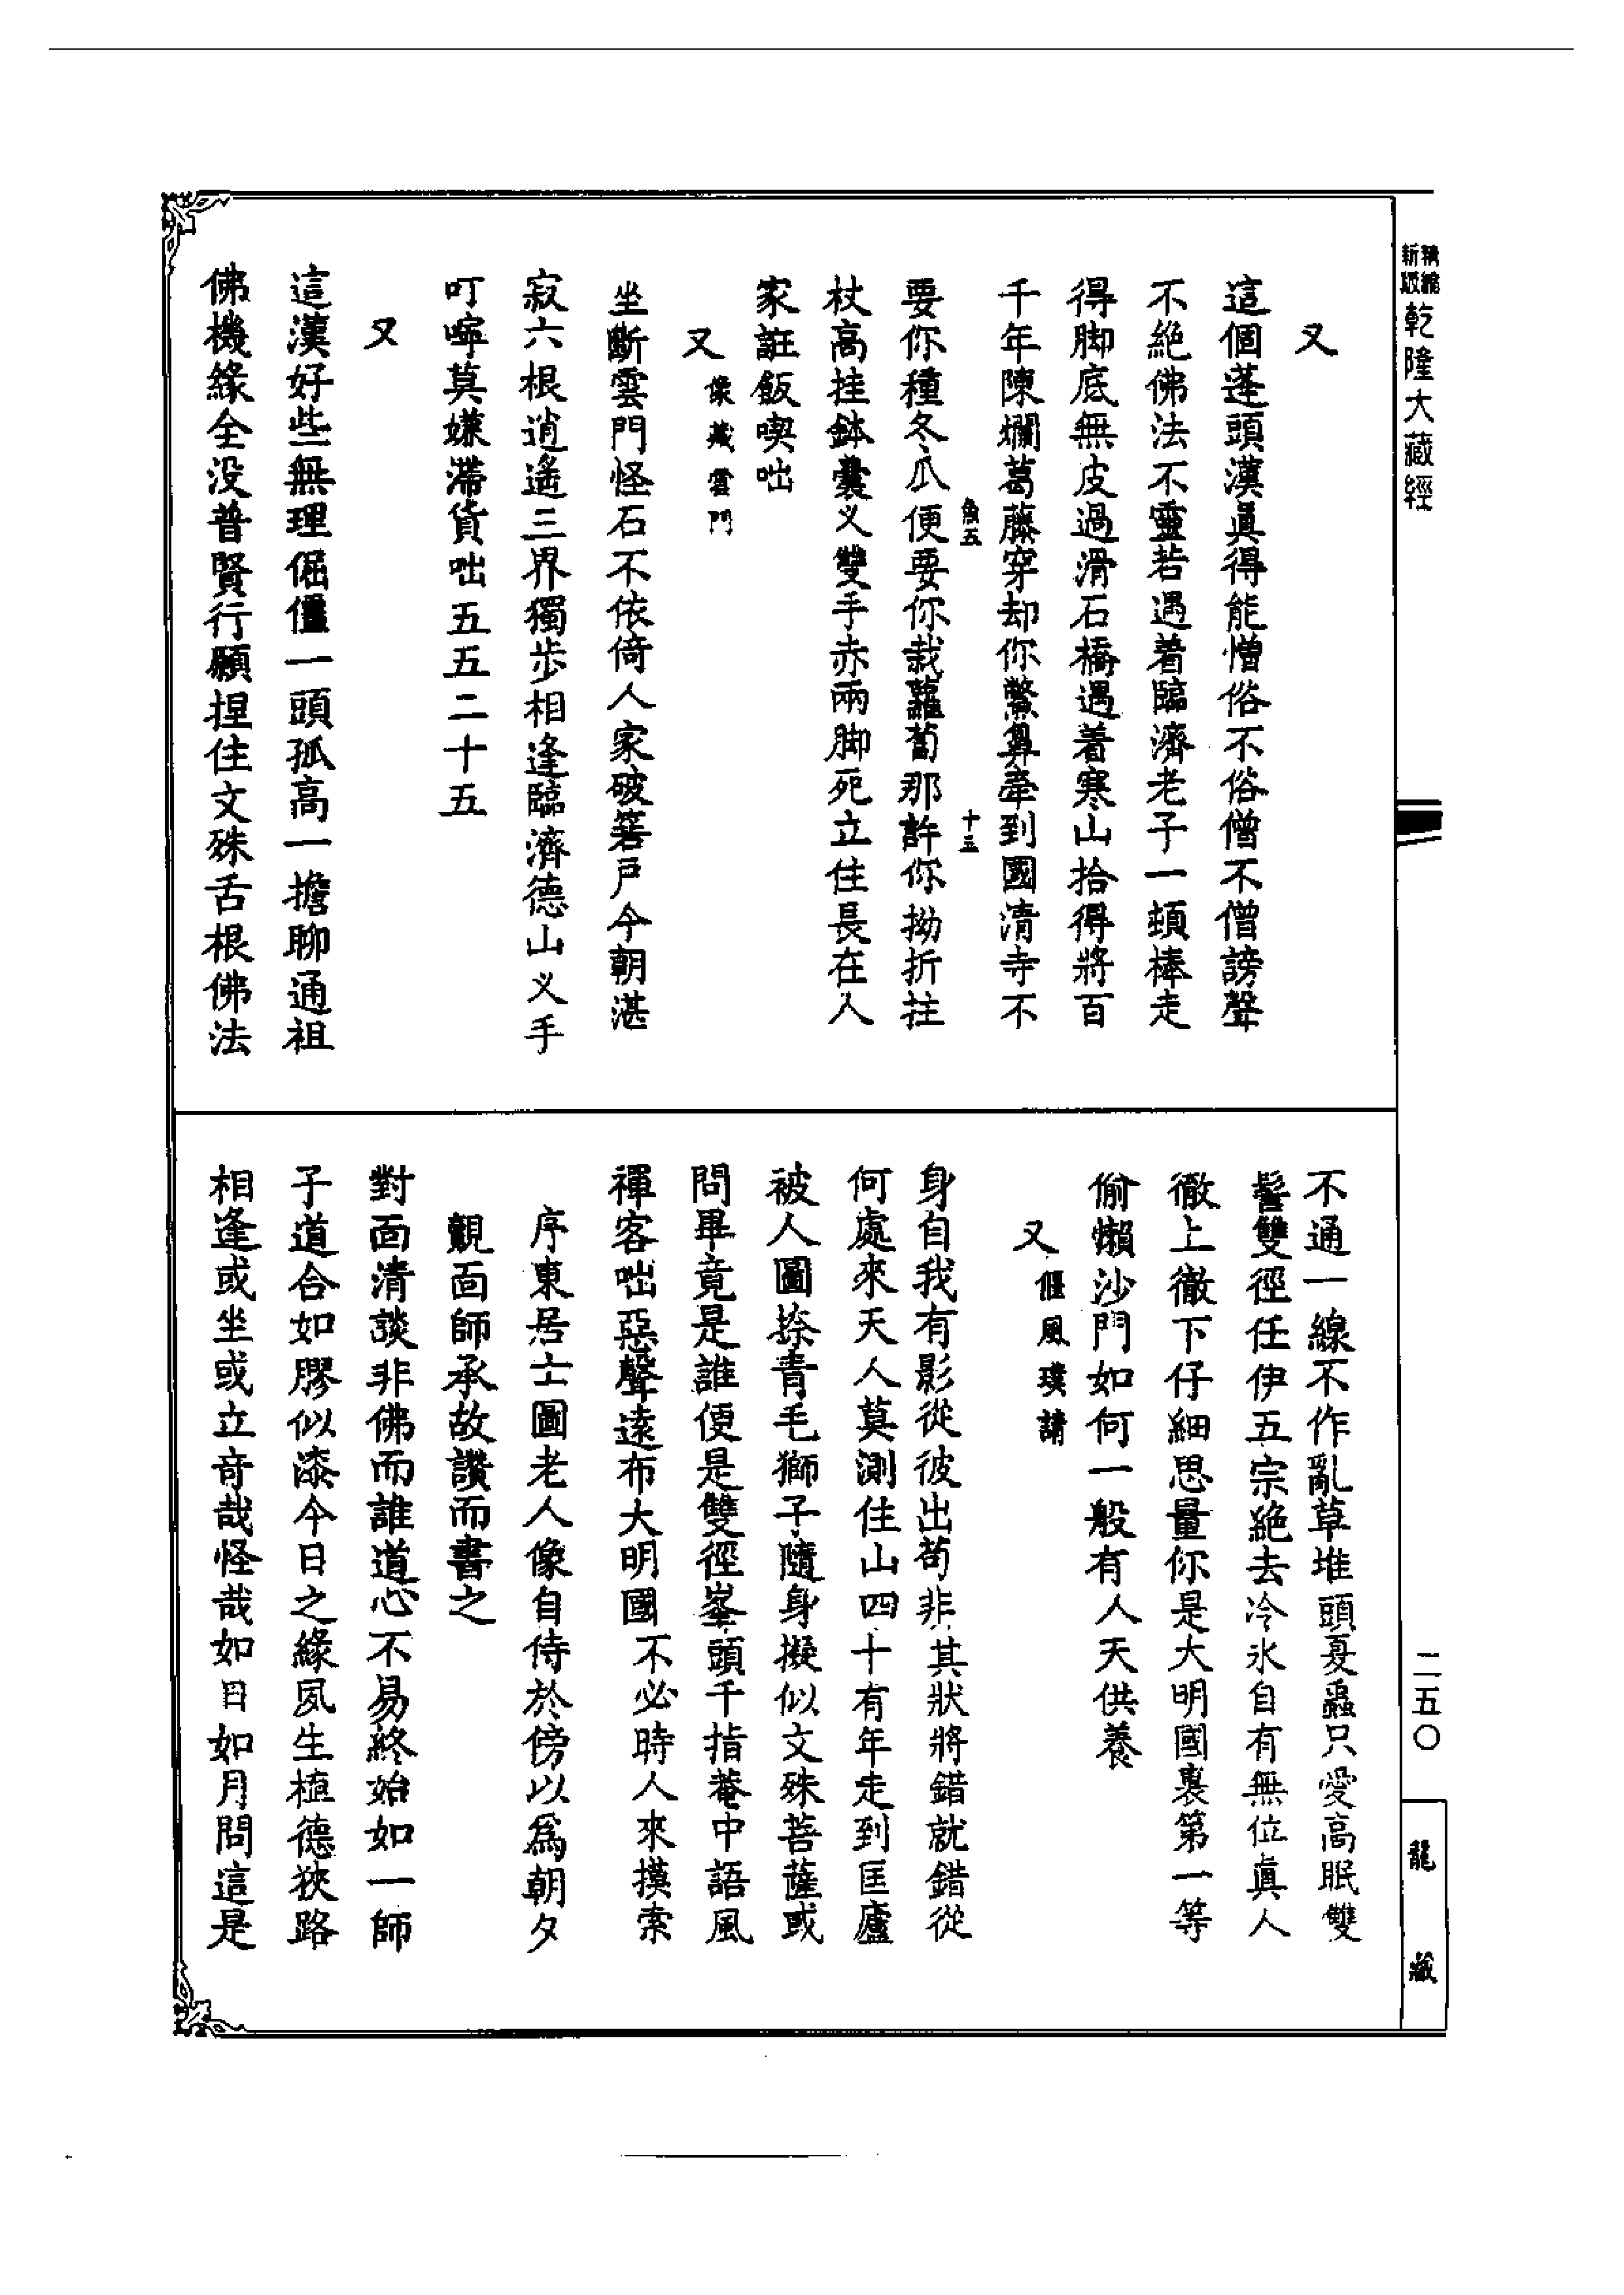 精編
新版
乾隆大藏經
又
這個蓬頭漢真得能憎俗不俗僧不僧謗聲
不絕佛法不靈若遇着臨濟老子一頓棒走
得脚底無皮過滑石橋遇着寒山拾得將百
千年陳爛葛藤穿却你鱉鼻牽到國清寺不
魚五
十五
要你種冬瓜便要你栽蘿蔔那許你拗折拄
杖高挂鉢囊义雙手赤兩脚死立住長在人
家誑飯喫咄
又像藏雲門
坐斷雲門怪石不依倚人家破箬戶今朝湛
寂六根逍遙三界獨步相逢臨濟德山义手
叮嚀莫嫌滯貨咄五五二十五
又
這漢好些無理倔僵一頭孤高一擔聊通祖
佛機緣全没普賢行願捏住文殊舌根佛法
不通一線不作亂草堆頭戛蝨只愛高眠雙
髻雙徑任伊五宗絕去冷氷自有無位真人
徹上徹下仔細思量你是大明國裏第一等
偷懶沙門如何一般有人天供養
又偃風璞請
身自我有影從彼出苟非其狀將錯就錯從
何處來天人莫測住山四十有年走到匡廬
被人圖捺青毛獅子隨身擬似文殊菩薩或
問畢竟是誰便是雙徑峯頭千指菴中語風
禪客咄惡聲遠布大明國不必時人來摸索
序東居士圖老人像自侍於傍以為朝夕
覿面師承故讚而書之
對面清談非佛而誰道心不易終始如一師
子道合如膠似漆今日之緣夙生植德狹路
相逢或坐或立奇哉怪哉如日如月問這是
二五〇
龍藏